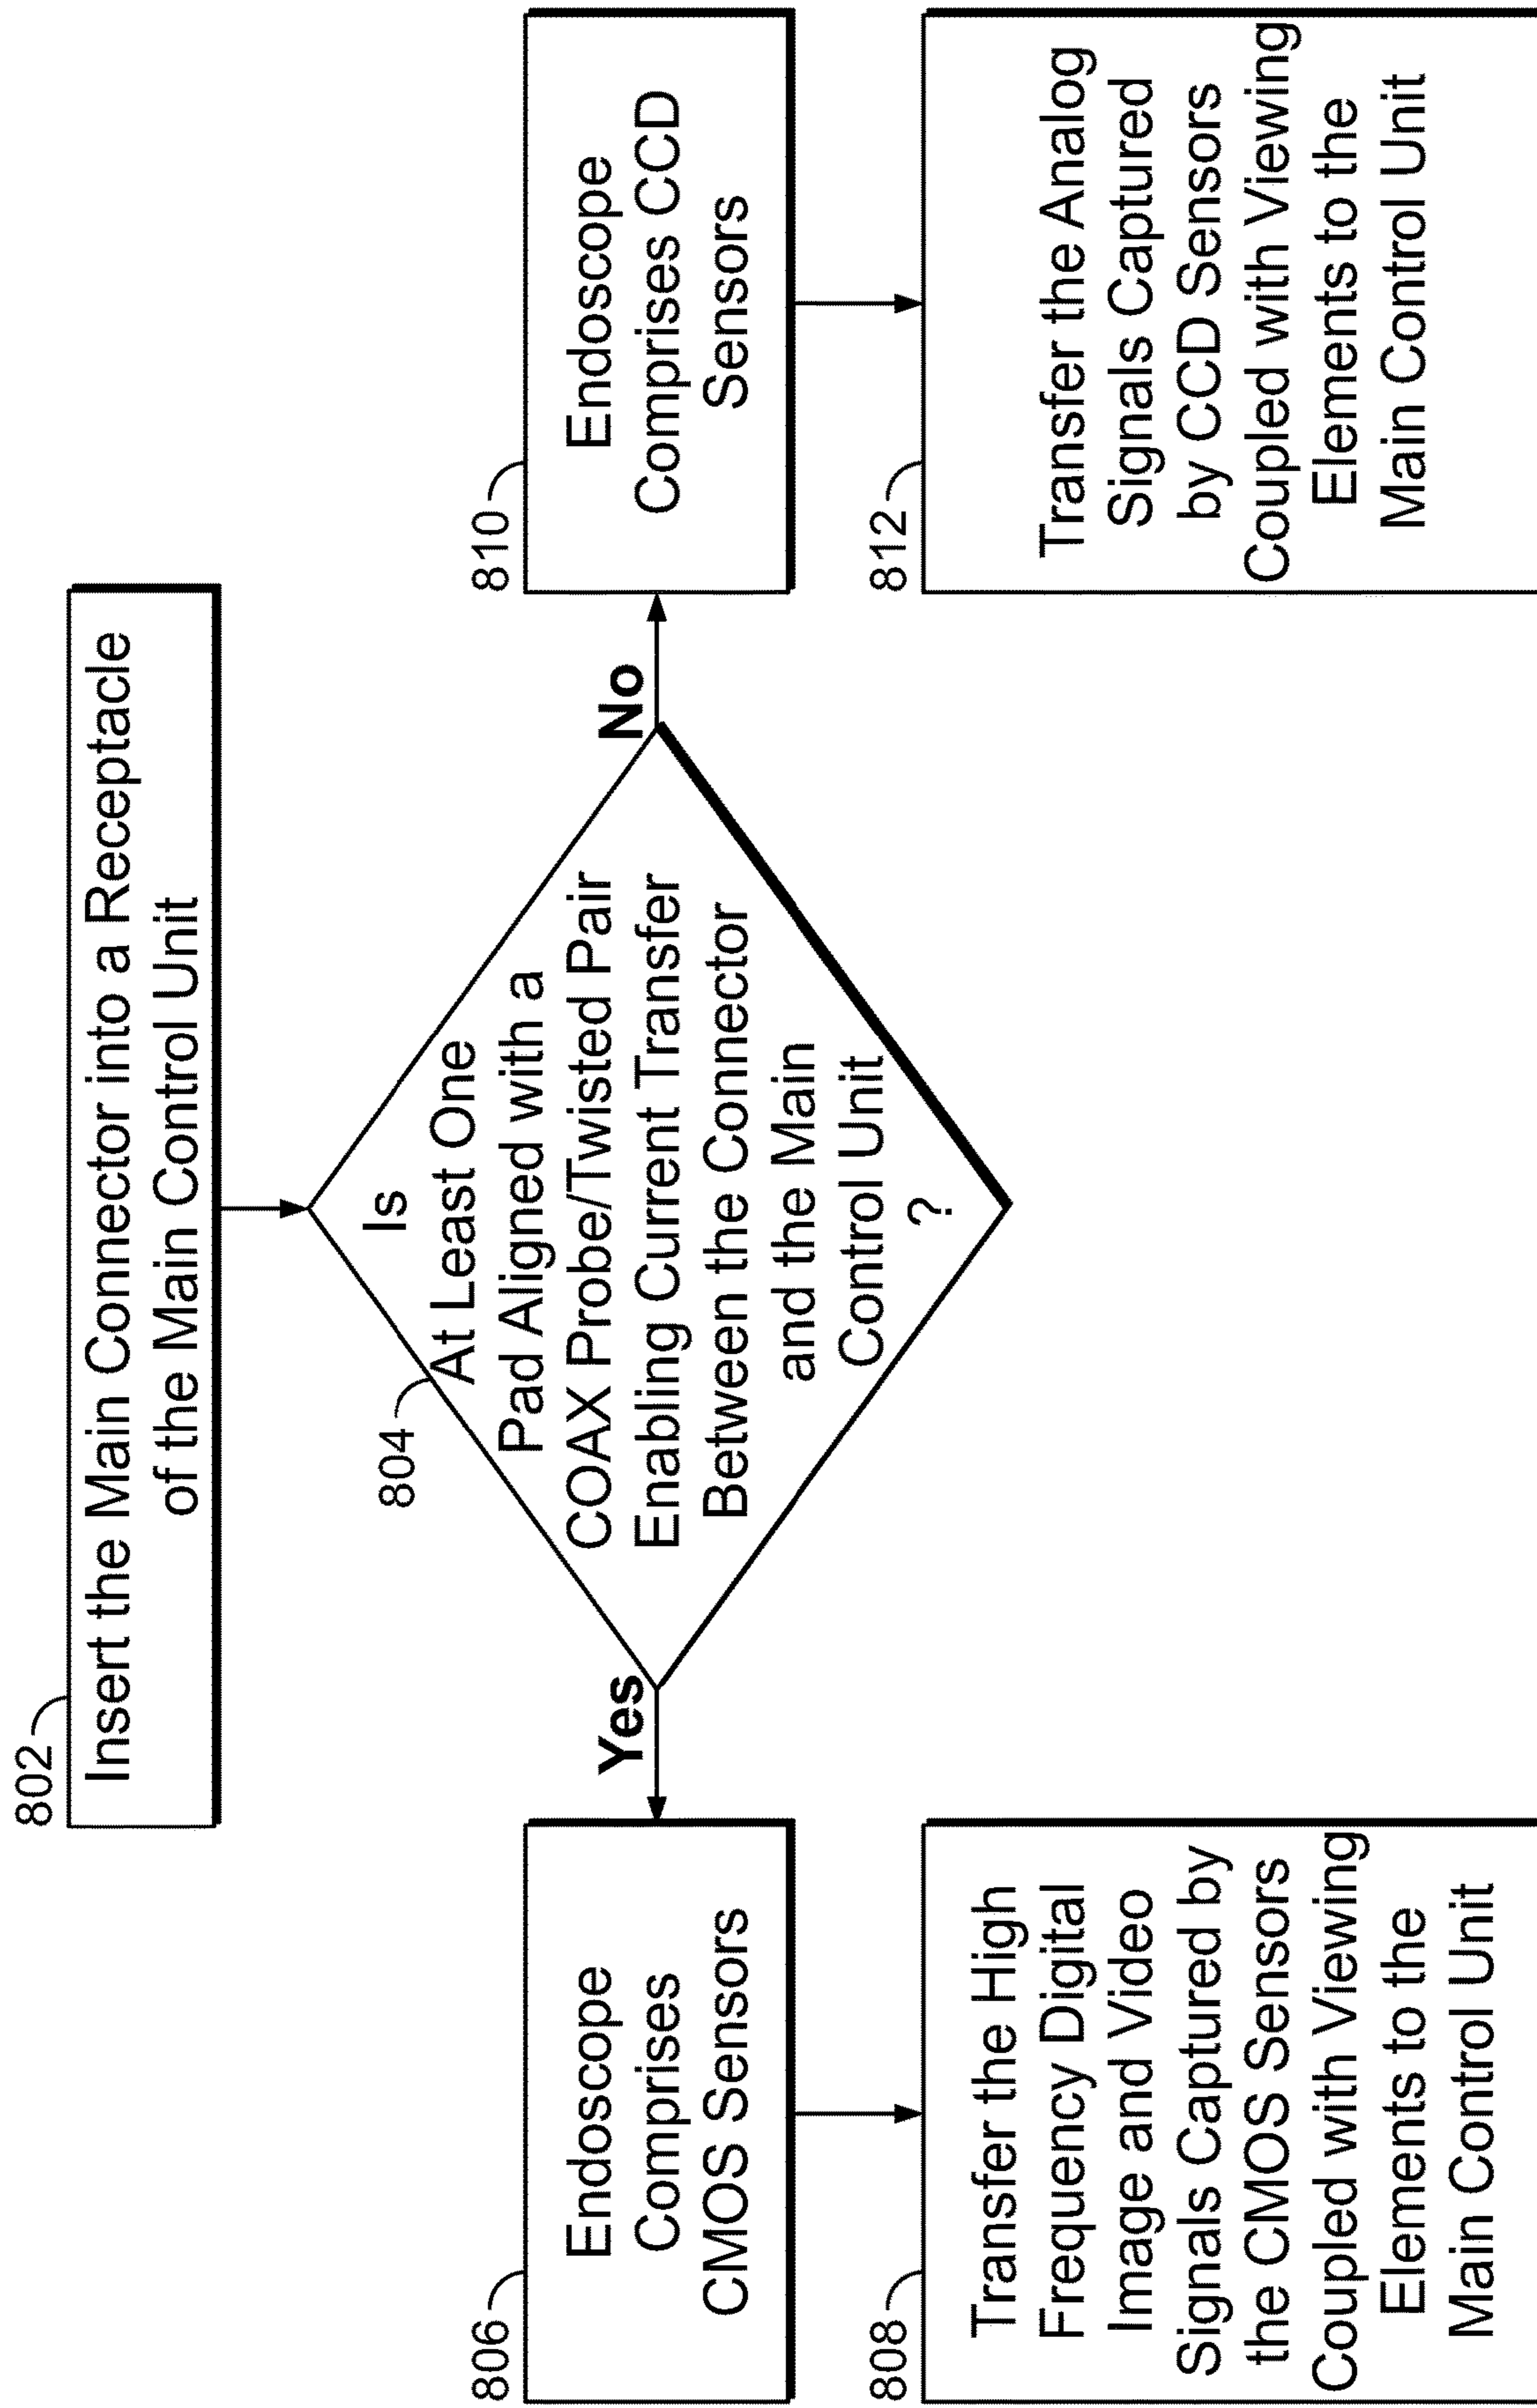 802
Insert the Main Connector into a Receptacle
of the Main Control Unit
804
Is
At Least One
Pad Aligned with a
COAX Probe/Twisted Pair
Enabling Current Transfer
Between the Connector
and the Main
Control Unit
?
Yes
No
806
Endoscope
Comprises
CMOS Sensors
808
Transfer the High
Frequency Digital
Image and Video
Signals Captured by
the CMOS Sensors
Coupled with Viewing
Elements to the
Main Control Unit
810
Endoscope
Comprises CCD
Sensors
812
Transfer the Analog
Signals Captured
by CCD Sensors
Coupled with Viewing
Elements to the
Main Control Unit